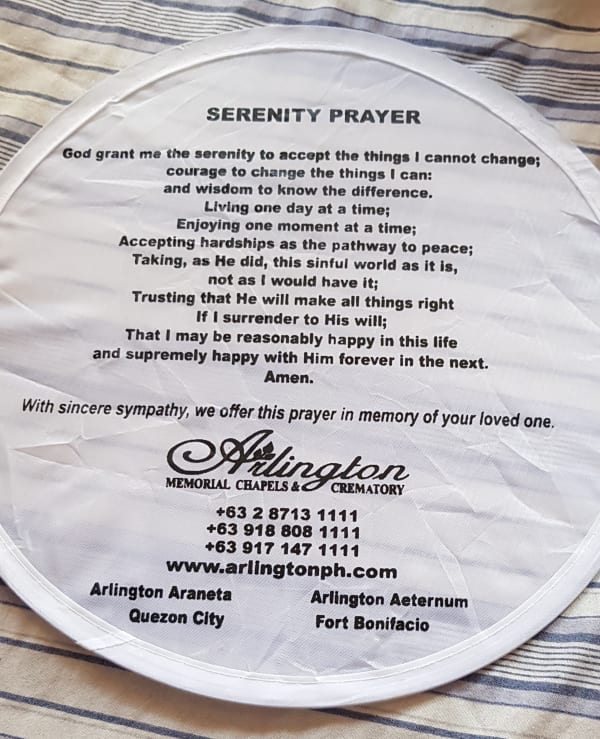 SERENITY PRAYER
God grant me the serenity to accept the things I cannot change;
courage to change the things I can:
and wisdom to know the difference.
Living one day at a time;
Enjoying one moment at a time;
Accepting hardships as the pathway to peace;
Taking, as He did, this sinful world as it is,
not as I would have it;
Trusting that He will make all things right
If I surrender to His will;
That I may be reasonably happy in this life
and supremely happy with Him forever in the next.
Amen.
With sincere sympathy, we offer this prayer in memory of your loved one.
Arlington
MEMORIAL CHAPELS & CREMATORY
+63 2 8713 1111
+63 918 808 1111
+63 917 147 1111
www.arlingtonph.com
Arlington Araneta Arlington Aeternum
Quezon City Fort Bonifacio